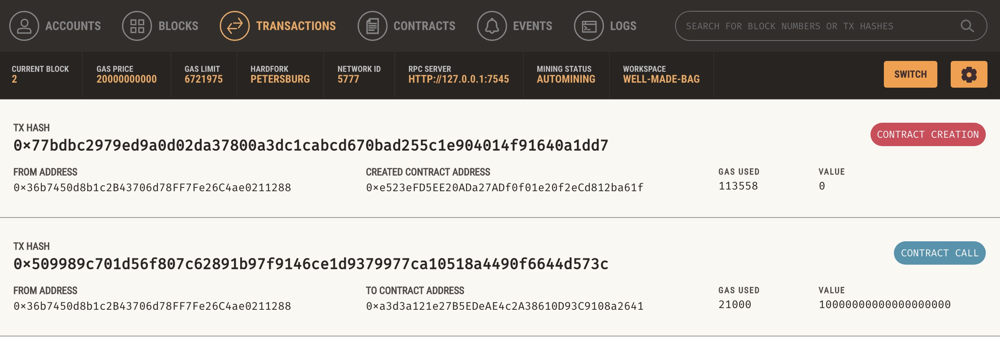 ACCOUNTS BLOCKS TRANSACTIONS CONTRACTS EVENTS LOGS SEARCH FOR BLOCK NUMBERS OR TX HASHES
CURRENT BLOCK GAS PRICE GAS LIMIT HARDFORK NETWORK ID RPC SERVER MINING STATUS WORKSPACE
2 20000000000 6721975 PETERSBURG 5777 HTTP://127.0.0.1:7545 AUTOMINING WELL-MADE-BAG SWITCH
TX HASH
0×77bdbc2979ed9a0d02da37800a3dc1cabcd670bad255c1e904014f91640a1dd7 CONTRACT CREATION
FROM ADDRESS CREATED CONTRACT ADDRESS GAS USED VALUE
0×36b7450d8b1c2B43706d78FF7Fe26C4ae0211288 0×e523eFD5EE20ADa27ADf0f01e20f2eCd812ba61f 113558 0
TX HASH
0×509989c701d56f807c62891b97f9146ce1d9379977ca10518a4490f6644d573c CONTRACT CALL
FROM ADDRESS TO CONTRACT ADDRESS GAS USED VALUE
0×36b7450d8b1c2B43706d78FF7Fe26C4ae0211288 0×a3d3a121e27B5EDeAE4c2A38610D93C9108a2641 21000 10000000000000000000